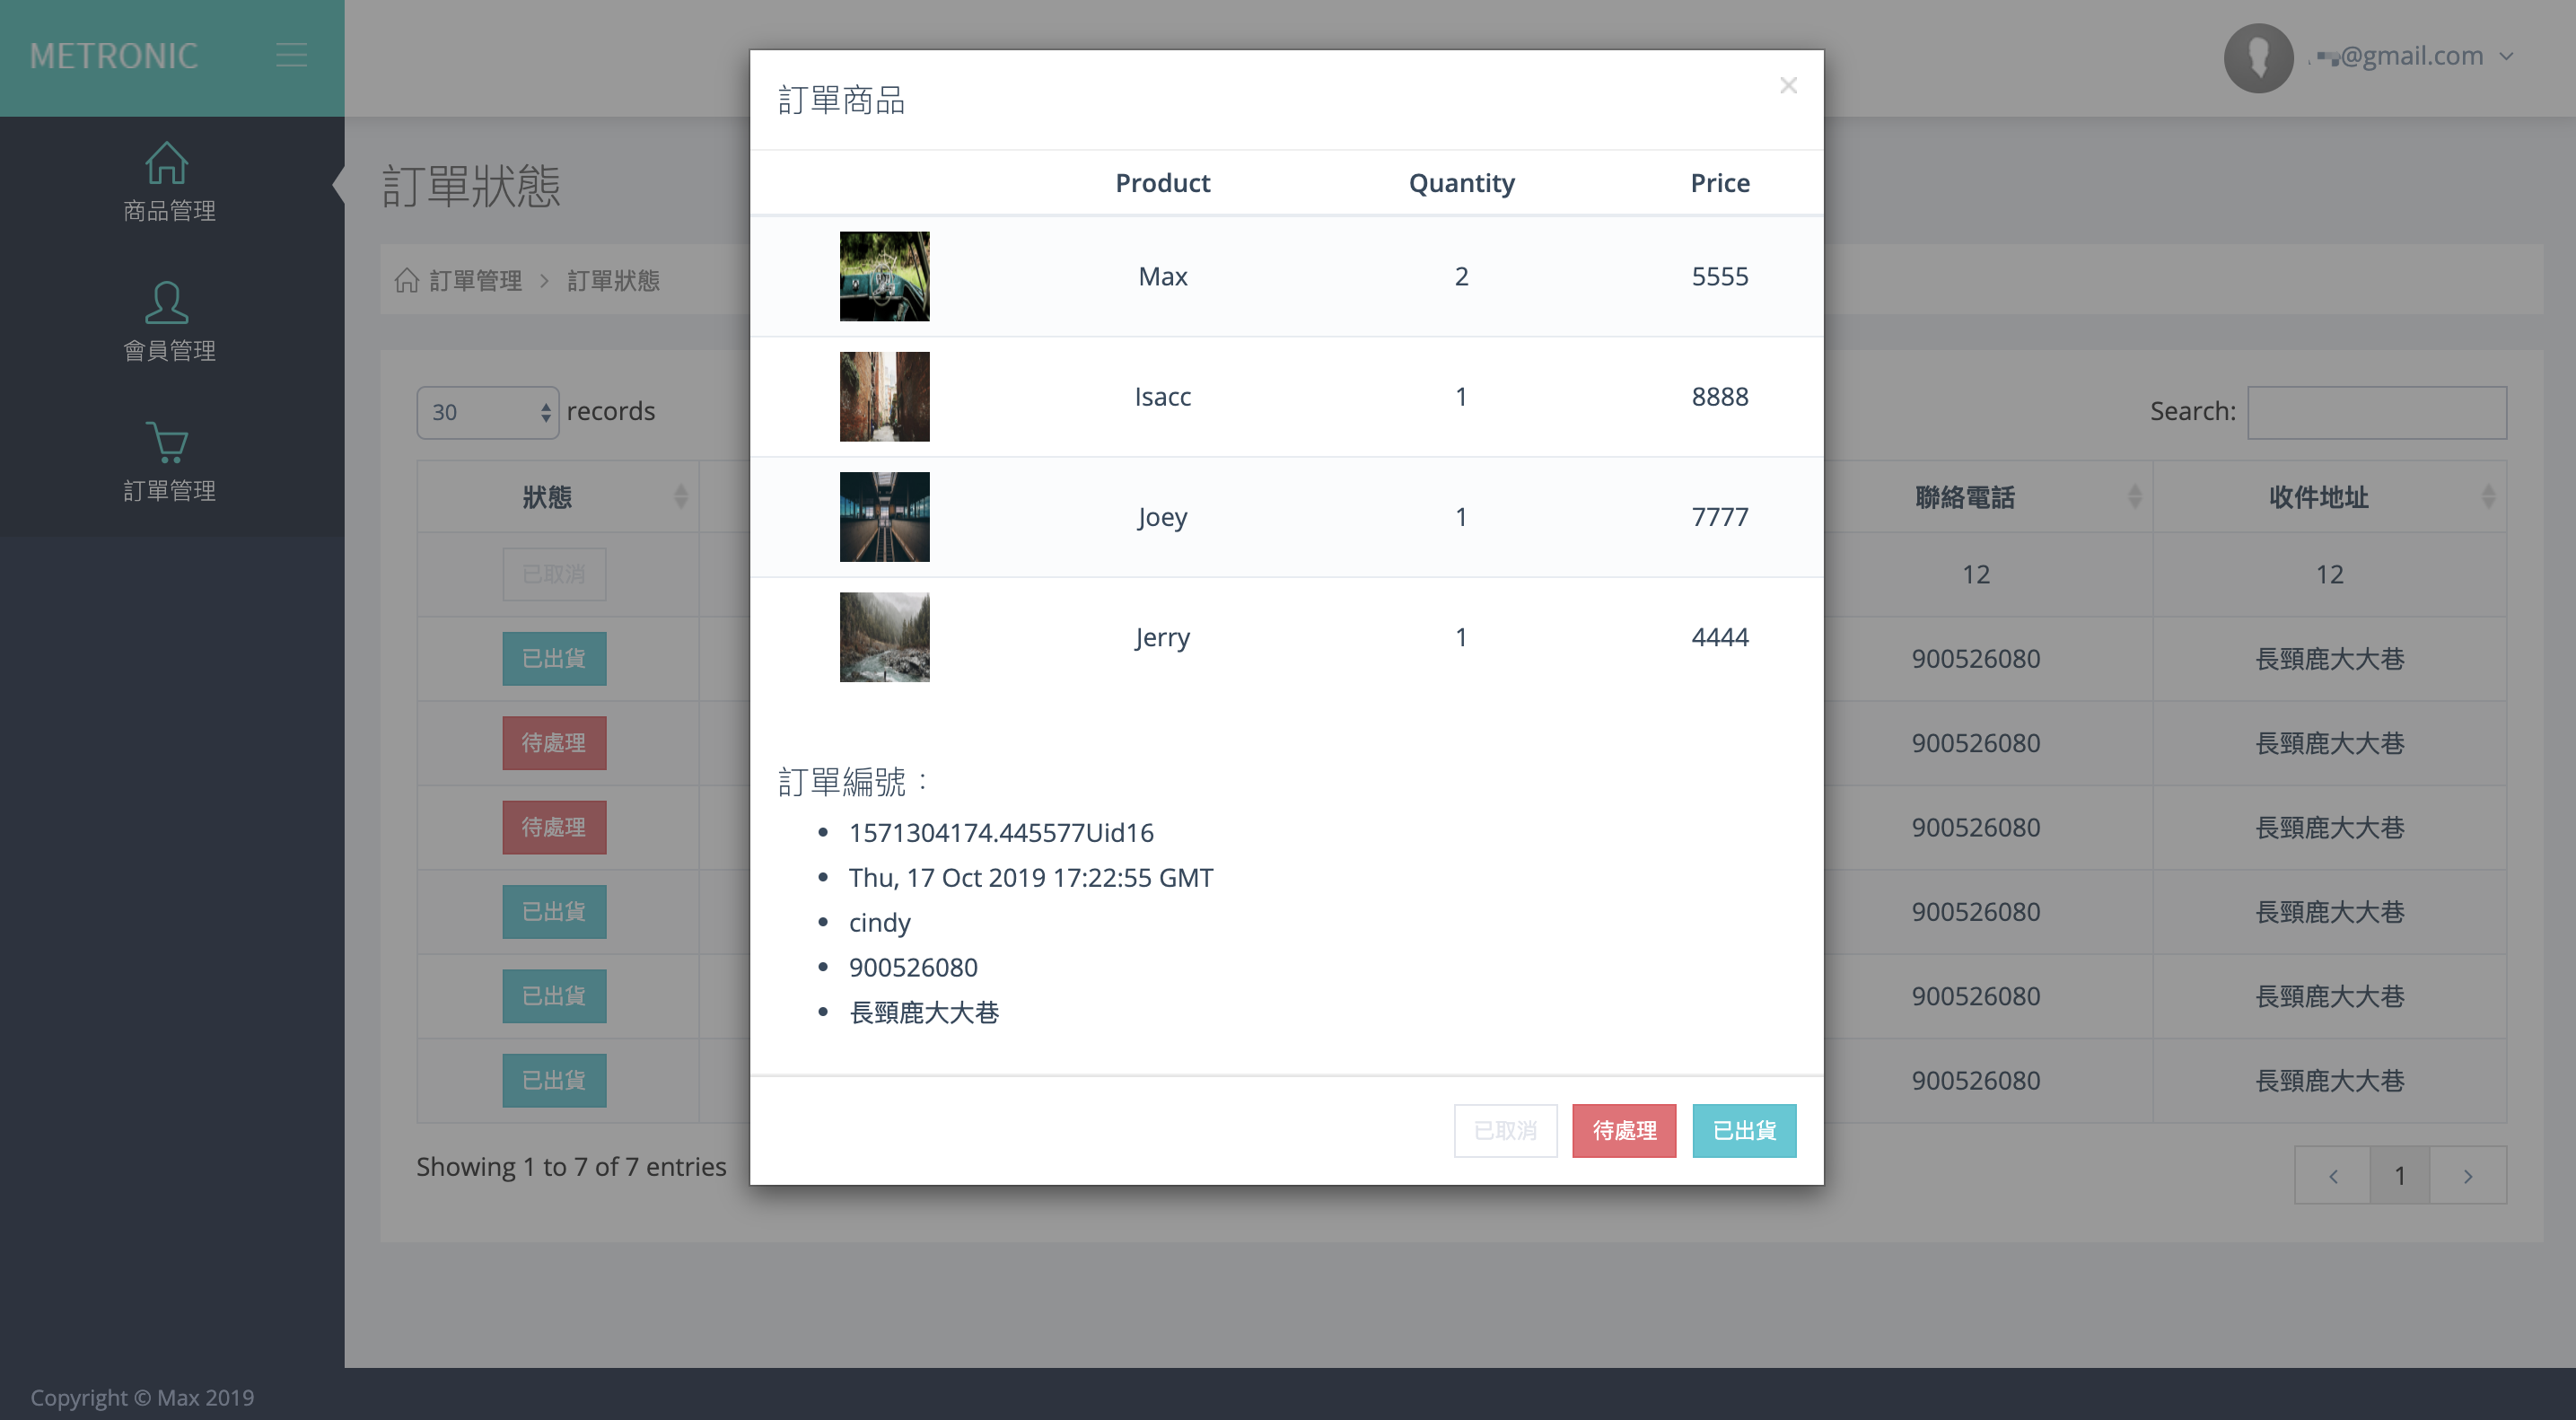 METRONIC
@gmail.com
商品管理
會員管理
訂單管理
訂單狀態
訂單管理 > 訂單狀態
30 records
Search:
狀態 聯絡電話 收件地址
已取消 12 12
已出貨 900526080 長頸鹿大大巷
待處理 900526080 長頸鹿大大巷
待處理 900526080 長頸鹿大大巷
已出貨 900526080 長頸鹿大大巷
已出貨 900526080 長頸鹿大大巷
已出貨 900526080 長頸鹿大大巷
Showing 1 to 7 of 7 entries
< 1 >
訂單商品 ×
Product Quantity Price
Max 2 5555
Isacc 1 8888
Joey 1 7777
Jerry 1 4444
訂單編號：
• 1571304174.445577Uid16
• Thu, 17 Oct 2019 17:22:55 GMT
• cindy
• 900526080
• 長頸鹿大大巷
已取消 待處理 已出貨
Copyright © Max 2019